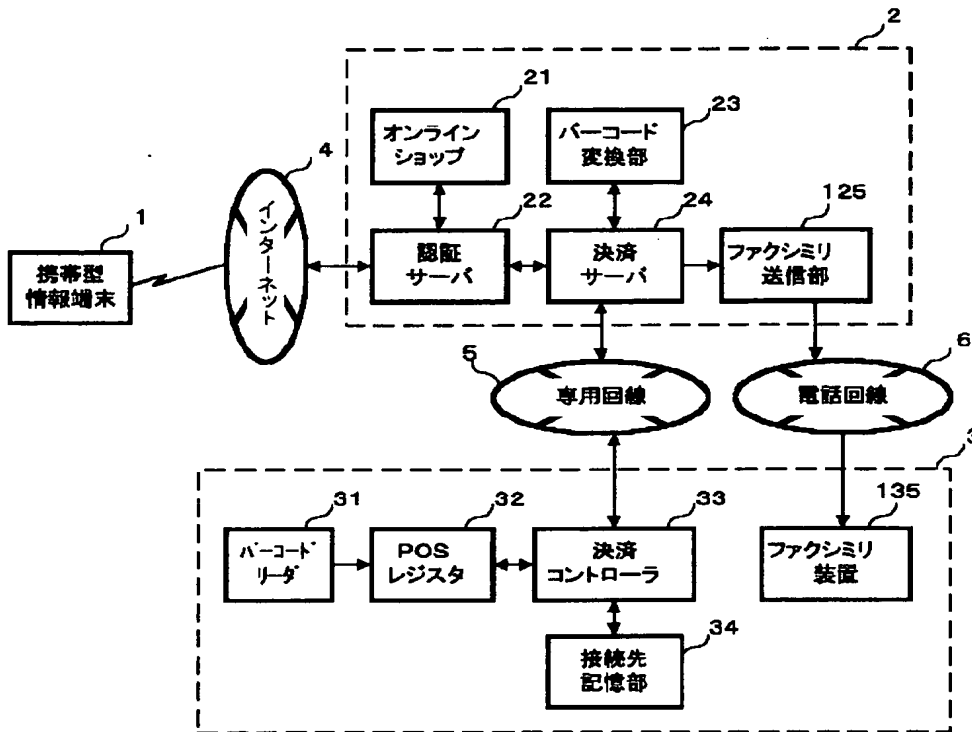 2
21
23
オンライン
ショップ
バーコード
変換部
4
125
22
24
1
インターネット
認証
サーバ
決済
サーバ
ファクシミリ
送信部
携帯型
情報端末
5
6
専用回線
電話回線
3
31
32
33
135
バーコード
リーダ
POS
レジスタ
決済
コントローラ
ファクシミリ
装置
34
接続先
記憶部